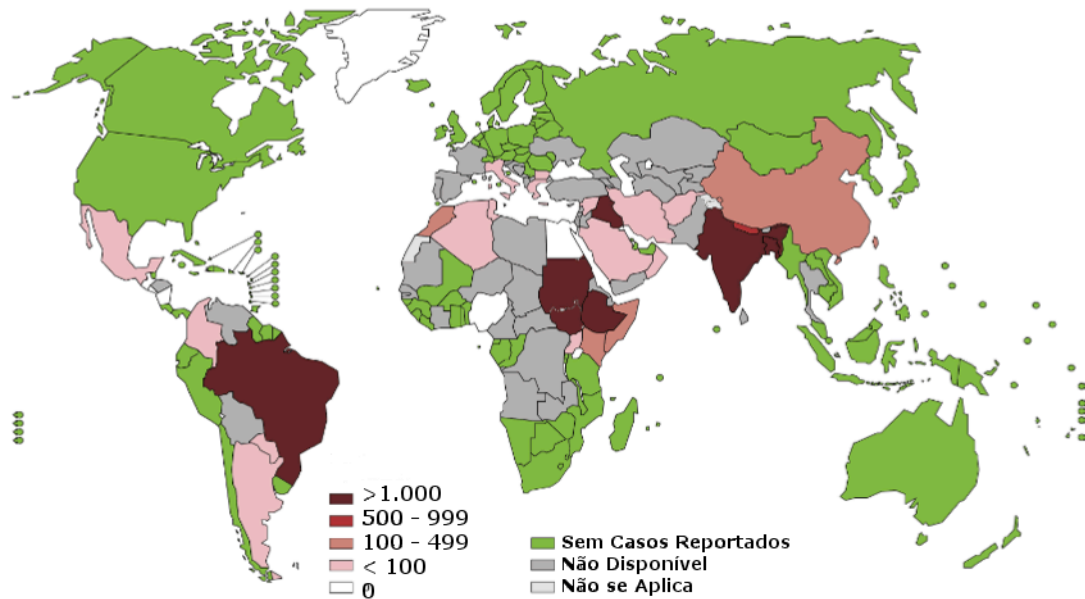 >1.000
500 - 999
100 - 499
< 100
0
Sem Casos Reportados
Não Disponível
Não se Aplica